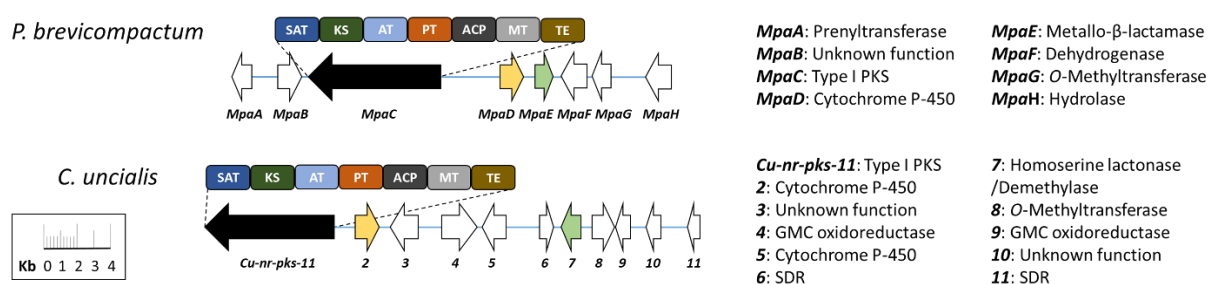 P. brevicompactum
SAT KS AT PT ACP MT TE
MpaA MpaB MpaC MpaD MpaE MpaF MpaG MpaH
MpaA: Prenyltransferase
MpaB: Unknown function
MpaC: Type I PKS
MpaD: Cytochrome P-450
MpaE: Metallo-β-lactamase
MpaF: Dehydrogenase
MpaG: O-Methyltransferase
MpaH: Hydrolase
C. uncialis
SAT KS AT PT ACP MT TE
Cu-nr-pks-11 2 3 4 5 6 7 8 9 10 11
Kb 0 1 2 3 4
Cu-nr-pks-11: Type I PKS
2: Cytochrome P-450
3: Unknown function
4: GMC oxidoreductase
5: Cytochrome P-450
6: SDR
7: Homoserine lactonase
/Demethylase
8: O-Methyltransferase
9: GMC oxidoreductase
10: Unknown function
11: SDR